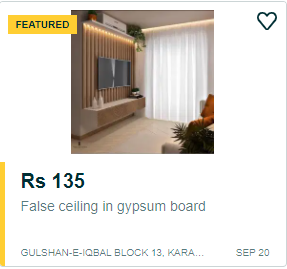 FEATURED
Rs 135
False ceiling in gypsum board
GULSHAN-E-IQBAL BLOCK 13, KARA... SEP 20